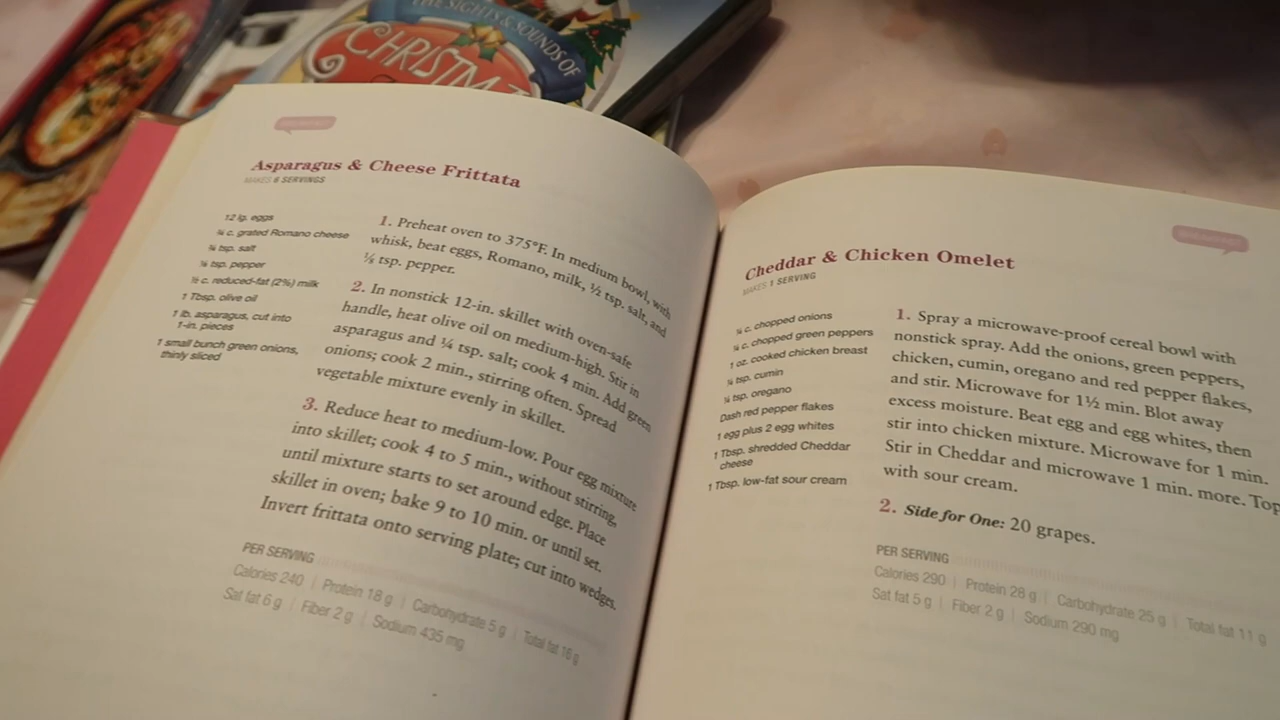 THE SIGHTS & SOUNDS OF
CHRISTMA
Asparagus & Cheese Frittata
MAKES 6 SERVINGS
12 lg. eggs
¾ c. grated Romano cheese
¾ tsp. salt
⅛ tsp. pepper
½ c. reduced-fat (2%) milk
1 Tbsp. olive oil
1 lb. asparagus, cut into
1-in. pieces
1 small bunch green onions,
thinly sliced
1. Preheat oven to 375°F. In medium bowl, with
whisk, beat eggs, Romano, milk, ½ tsp. salt, and
⅛ tsp. pepper.
2. In nonstick 12-in. skillet with oven-safe
handle, heat olive oil on medium-high. Stir in
asparagus and ¼ tsp. salt; cook 4 min. Add green
onions; cook 2 min., stirring often. Spread
vegetable mixture evenly in skillet.
3. Reduce heat to medium-low. Pour egg mixture
into skillet; cook 4 to 5 min., without stirring,
until mixture starts to set around edge. Place
skillet in oven; bake 9 to 10 min. or until set.
Invert frittata onto serving plate; cut into wedges.
PER SERVING
Calories 240 | Protein 18 g | Carbohydrate 5 g | Total fat 16 g
Sat fat 6 g | Fiber 2 g | Sodium 435 mg
Cheddar & Chicken Omelet
MAKES 1 SERVING
¼ c. chopped onions
¼ c. chopped green peppers
1 oz. cooked chicken breast
¼ tsp. cumin
¼ tsp. oregano
Dash red pepper flakes
1 egg plus 2 egg whites
1 Tbsp. shredded Cheddar
cheese
1 Tbsp. low-fat sour cream
1. Spray a microwave-proof cereal bowl with
nonstick spray. Add the onions, green peppers,
chicken, cumin, oregano and red pepper flakes,
and stir. Microwave for 1½ min. Blot away
excess moisture. Beat egg and egg whites, then
stir into chicken mixture. Microwave for 1 min.
Stir in Cheddar and microwave 1 min. more. Top
with sour cream.
2. Side for One: 20 grapes.
PER SERVING
Calories 290 | Protein 28 g | Carbohydrate 25 g | Total fat 11 g
Sat fat 5 g | Fiber 2 g | Sodium 290 mg